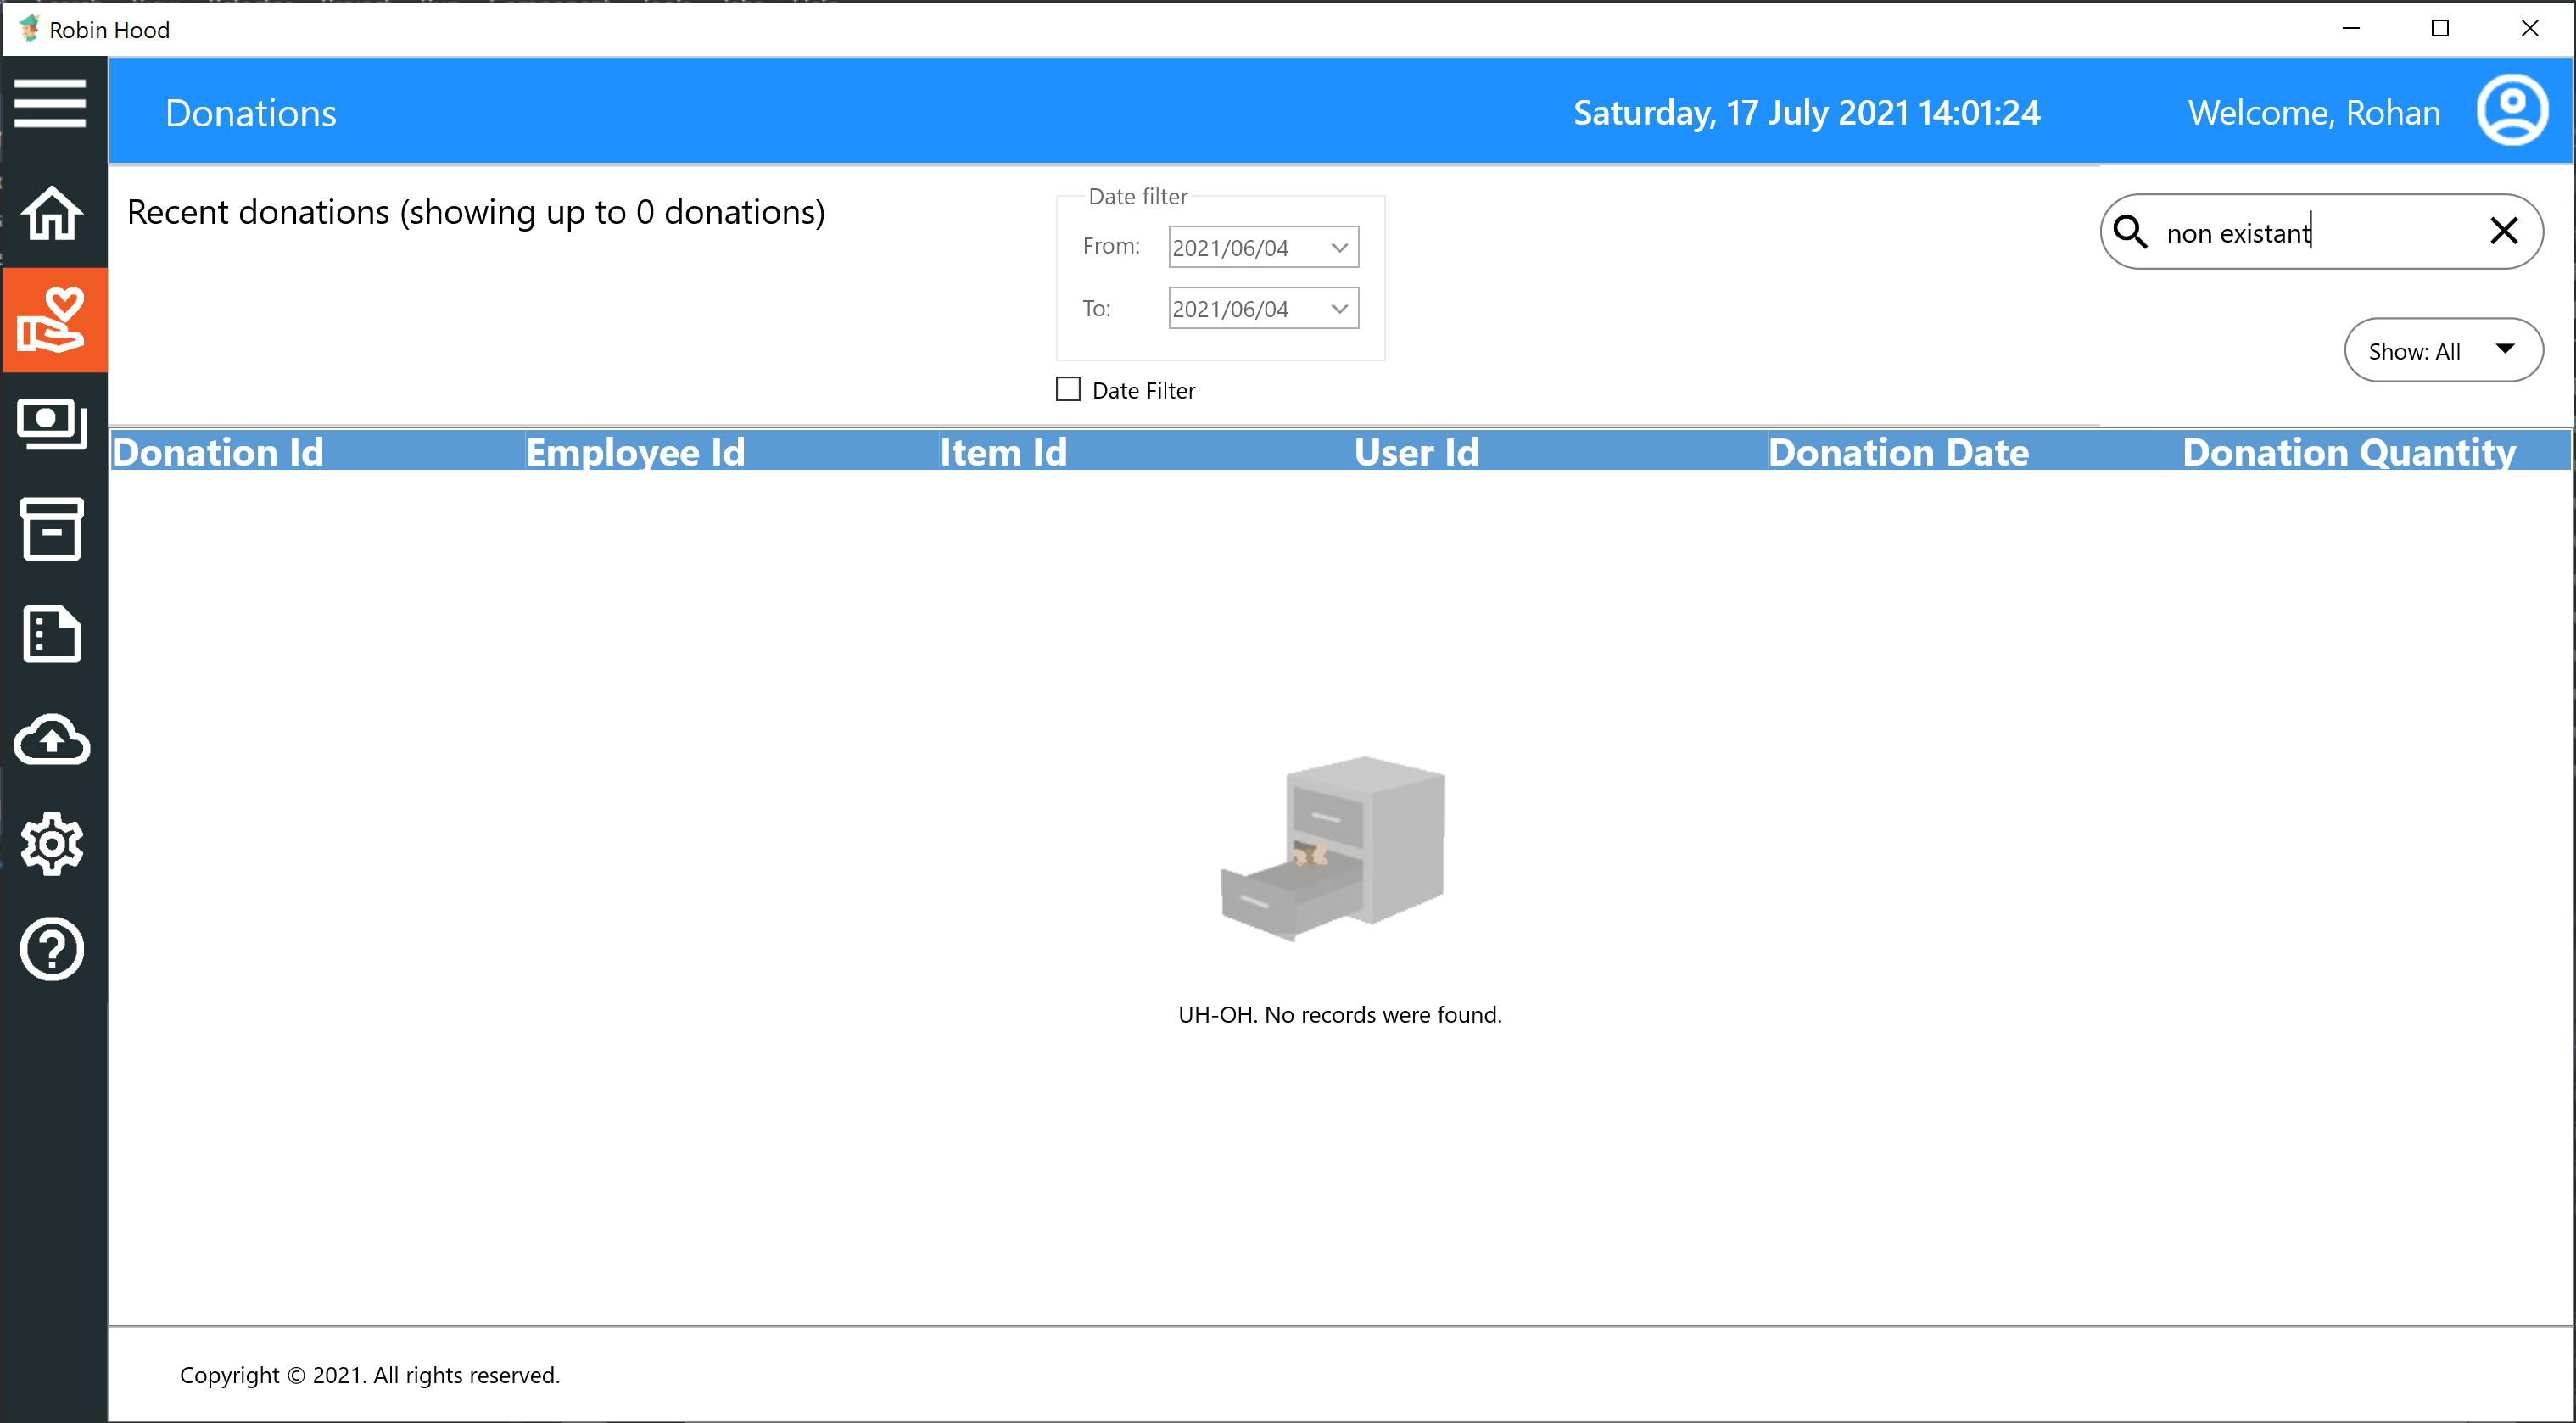 Robin Hood
Donations
Saturday, 17 July 2021 14:01:24
Welcome, Rohan
Recent donations (showing up to 0 donations)
Date filter
From: 2021/06/04
To: 2021/06/04
Date Filter
non existant
Show: All
Donation Id Employee Id Item Id User Id Donation Date Donation Quantity
UH-OH. No records were found.
Copyright © 2021. All rights reserved.